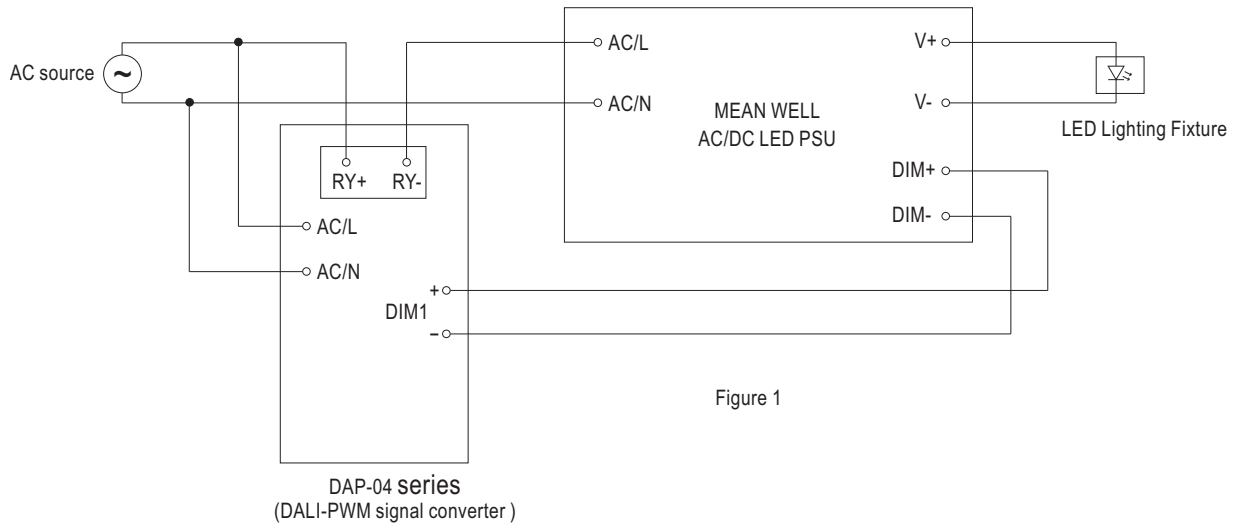 AC source
~
AC/L
AC/N
V+
V-
MEAN WELL
AC/DC LED PSU
LED Lighting Fixture
DIM+
DIM-
RY+ RY-
AC/L
AC/N
+
DIM1
–
Figure 1
DAP-04 series
(DALI-PWM signal converter )